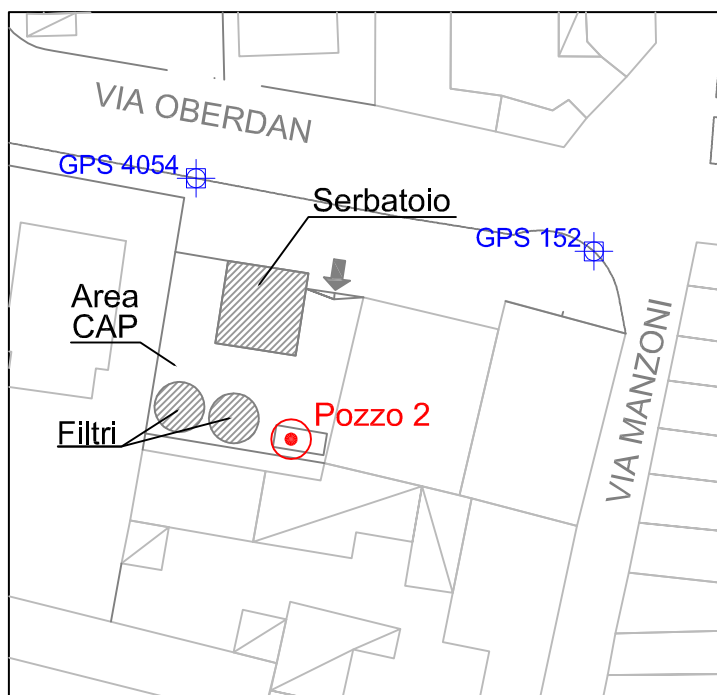 VIA OBERDAN
GPS 4054
Serbatoio
GPS 152
Area
CAP
VIA MANZONI
Pozzo 2
Filtri